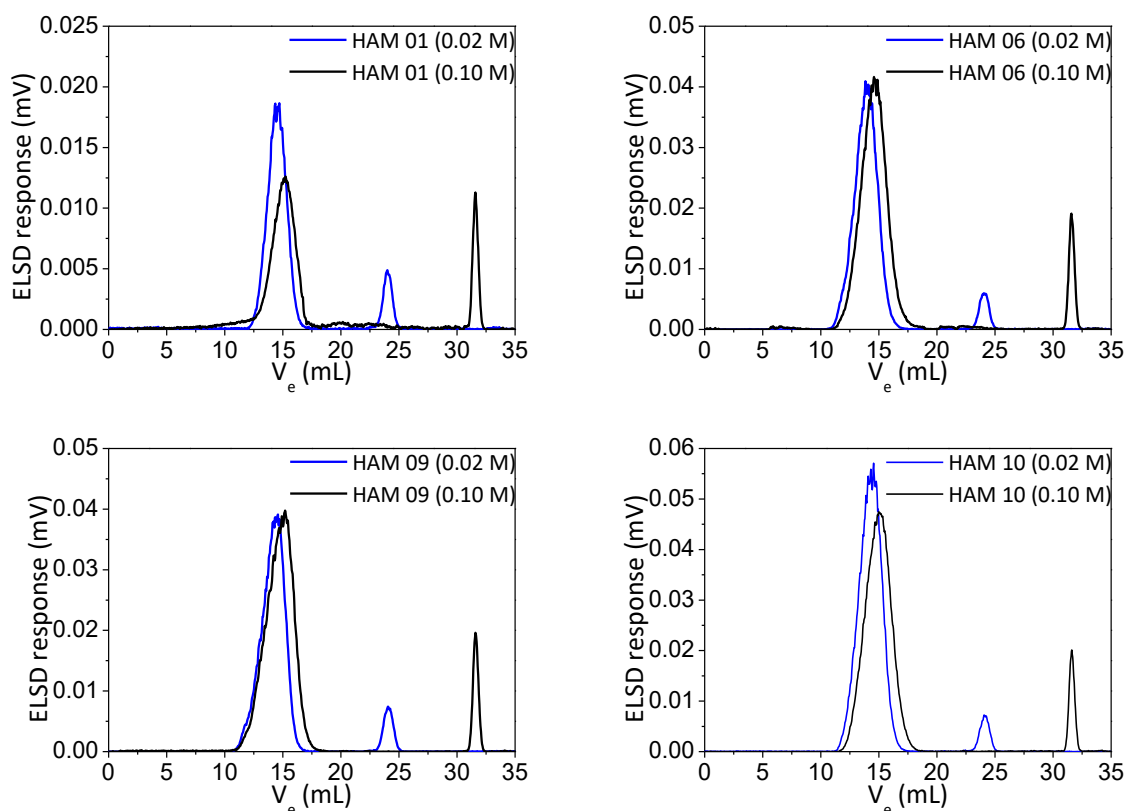 HAM 01 (0.02 M)
HAM 01 (0.10 M)
ELSD response (mV)
0.025
0.020
0.015
0.010
0.005
0.000
0 5 10 15 20 25 30 35
Ve (mL)
HAM 06 (0.02 M)
HAM 06 (0.10 M)
ELSD response (mV)
0.05
0.04
0.03
0.02
0.01
0.00
0 5 10 15 20 25 30 35
Ve (mL)
HAM 09 (0.02 M)
HAM 09 (0.10 M)
ELSD response (mV)
0.05
0.04
0.03
0.02
0.01
0.00
0 5 10 15 20 25 30 35
Ve (mL)
HAM 10 (0.02 M)
HAM 10 (0.10 M)
ELSD response (mV)
0.06
0.05
0.04
0.03
0.02
0.01
0.00
0 5 10 15 20 25 30 35
Ve (mL)